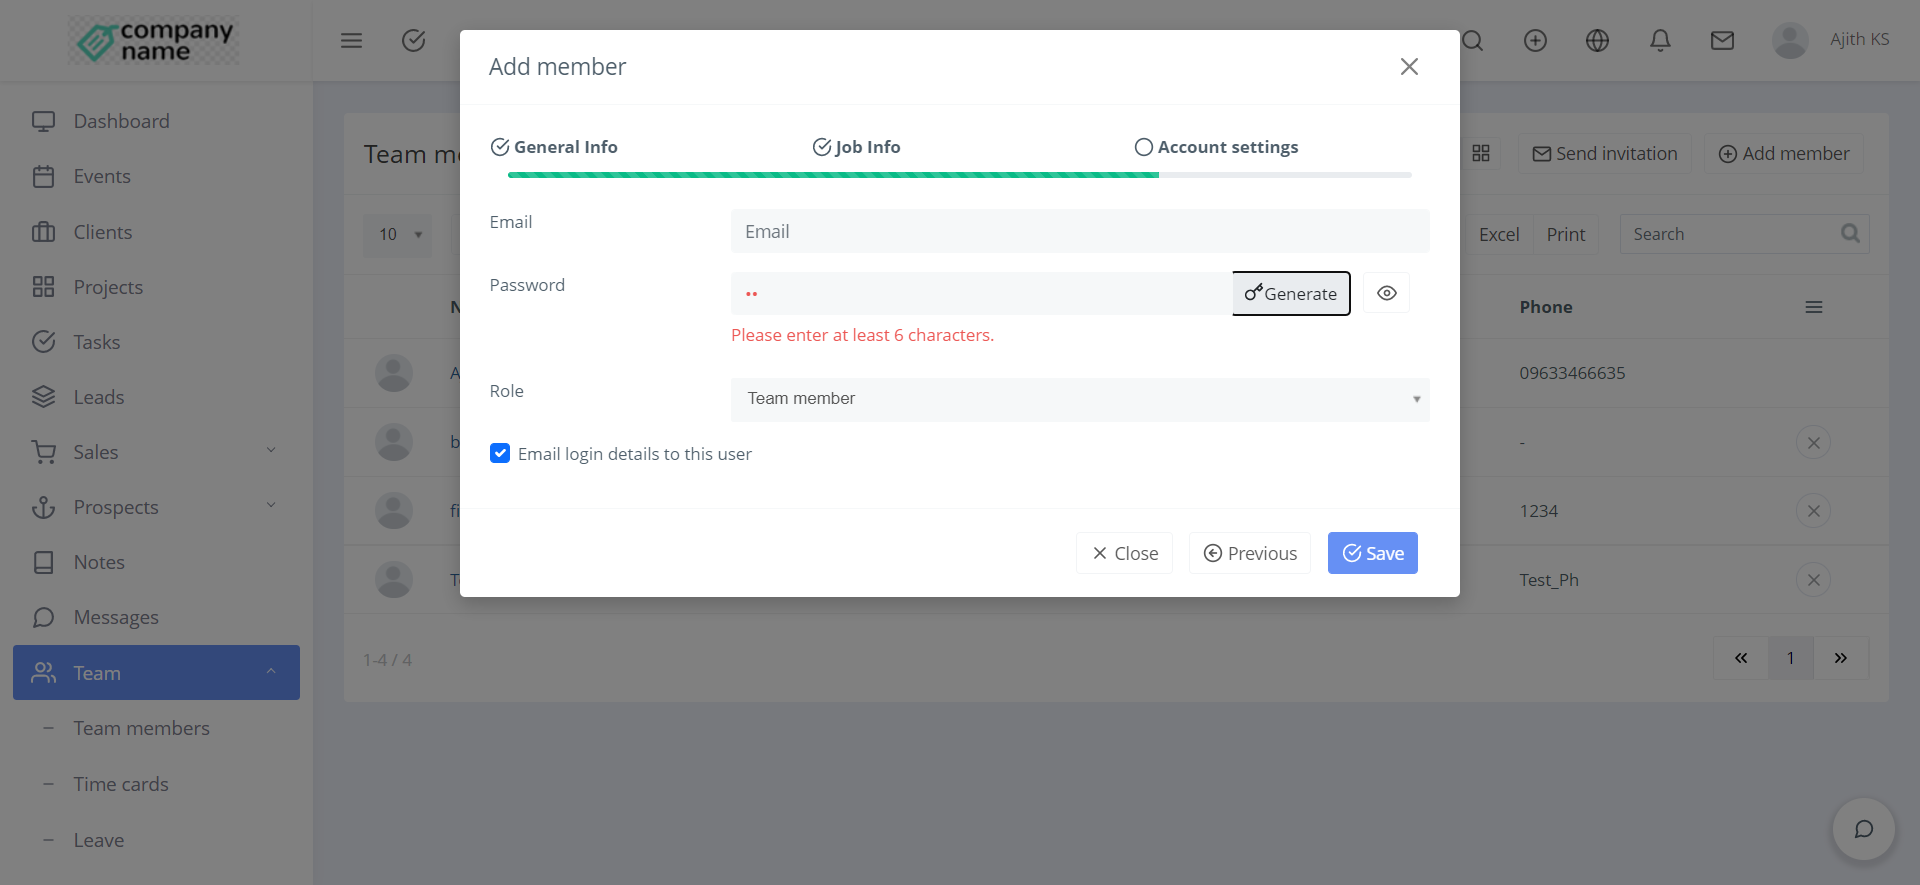 company
name
Ajith KS
Add member
Dashboard
Events
Clients
Projects
Tasks
Leads
Sales
Prospects
Notes
Messages
Team
Team members
Time cards
Leave
General Info
Job Info
Account settings
Team
Send invitation
Add member
Email
Email
10
Excel
Print
Search
Password
••
Generate
Please enter at least 6 characters.
Phone
Role
Team member
09633466635
Email login details to this user
-
1234
Close
Previous
Save
Test_Ph
1-4 / 4
« 1 »